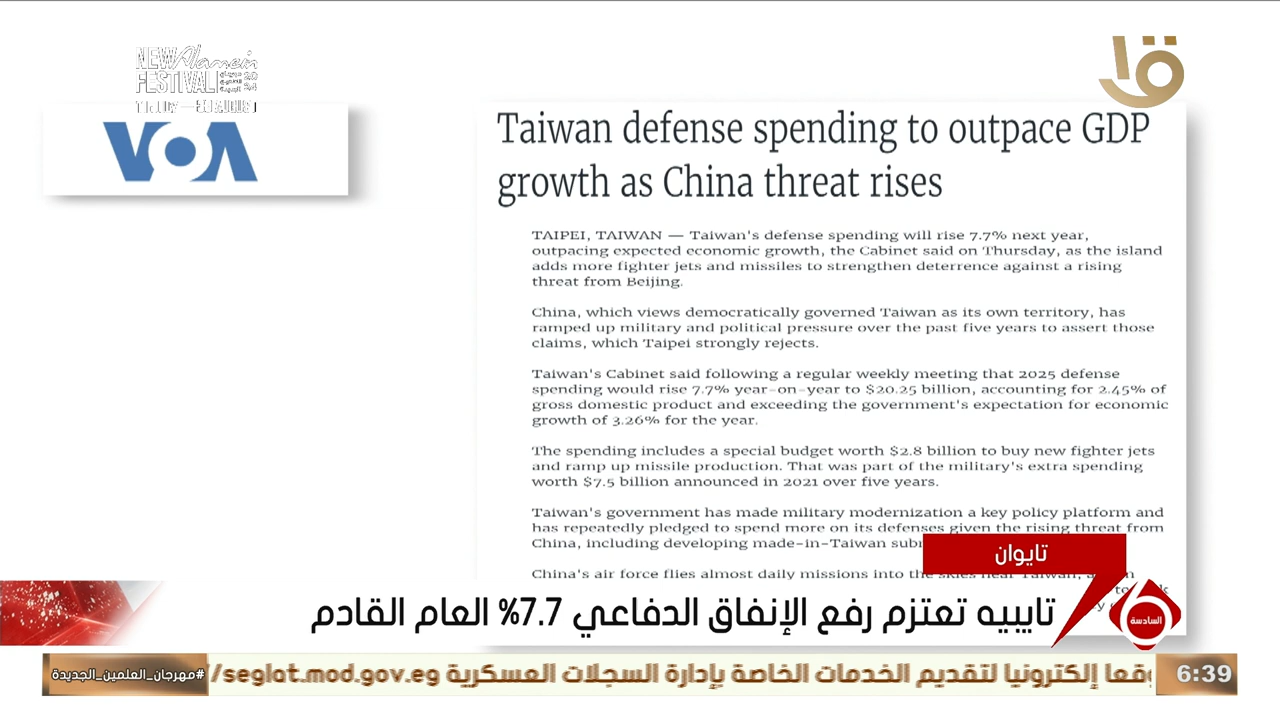 NEW Alamein
FESTIVAL
VOA
Taiwan defense spending to outpace GDP
growth as China threat rises
TAIPEI, TAIWAN — Taiwan's defense spending will rise 7.7% next year,
outpacing expected economic growth, the Cabinet said on Thursday, as the island
adds more fighter jets and missiles to strengthen deterrence against a rising
threat from Beijing.
China, which views democratically governed Taiwan as its own territory, has
ramped up military and political pressure over the past five years to assert those
claims, which Taipei strongly rejects.
Taiwan's Cabinet said following a regular weekly meeting that 2025 defense
spending would rise 7.7% year-on-year to $20.25 billion, accounting for 2.45% of
gross domestic product and exceeding the government's expectation for economic
growth of 3.26% for the year.
The spending includes a special budget worth $2.8 billion to buy new fighter jets
and ramp up missile production. That was part of the military's extra spending
worth $7.5 billion announced in 2021 over five years.
Taiwan's government has made military modernization a key policy platform and
has repeatedly pledged to spend more on its defenses given the rising threat from
China, including developing made-in-Taiwan
China's air force flies almost daily missions into the skies near Taiwan,
تايوان
تايبيه تعتزم رفع الإنفاق الدفاعي 7.7% العام القادم
السادسة
إلكترونيا لتقديم الخدمات الخاصة بإدارة السجلات العسكرية seglat.mod.gov.eg/
#مهرجان_العلمين_الجديدة
6:39